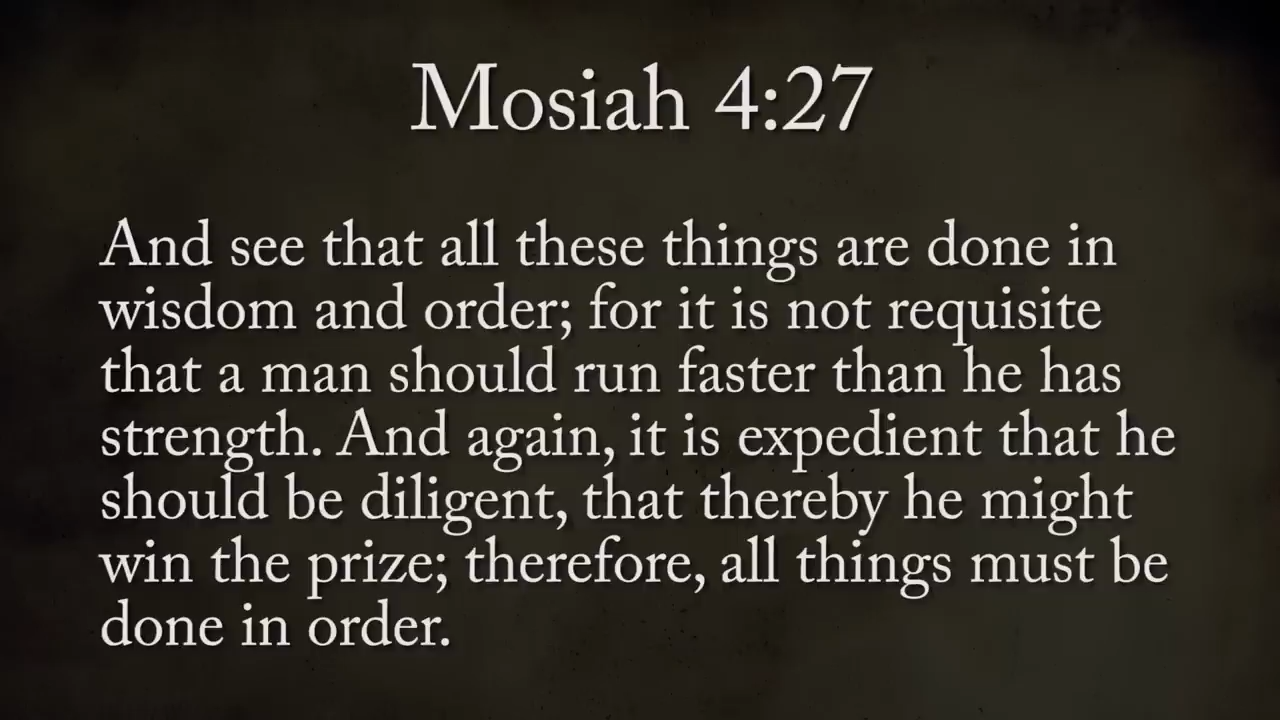 Mosiah 4:27
And see that all these things are done in
wisdom and order; for it is not requisite
that a man should run faster than he has
strength. And again, it is expedient that he
should be diligent, that thereby he might
win the prize; therefore, all things must be
done in order.